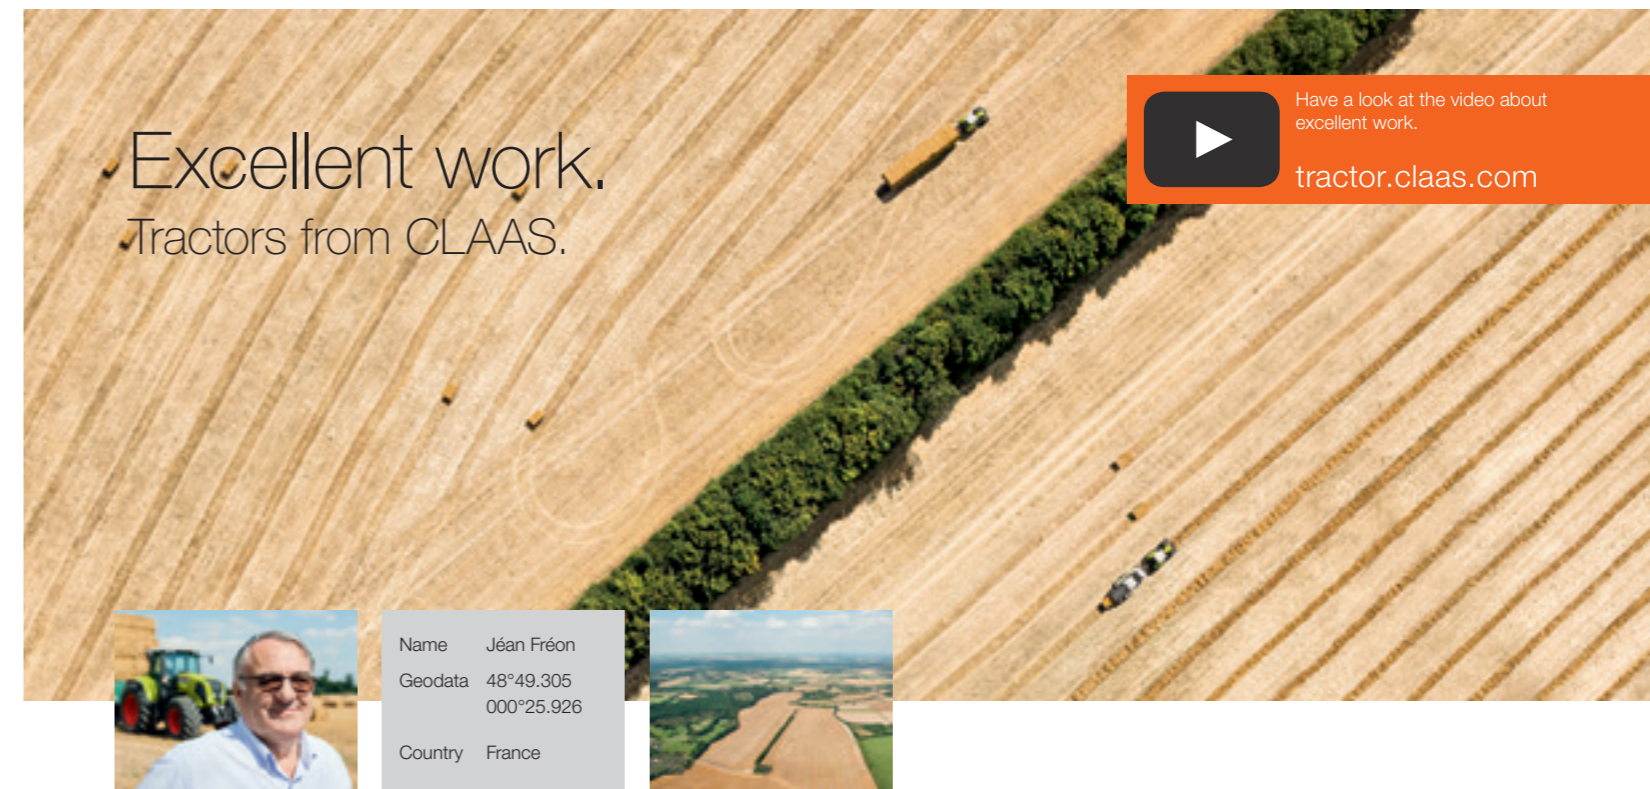 Excellent work.
Tractors from CLAAS.
Have a look at the video about
excellent work.
tractor.claas.com
Name Jéan Fréon
Geodata 48°49.305
000°25.926
Country France